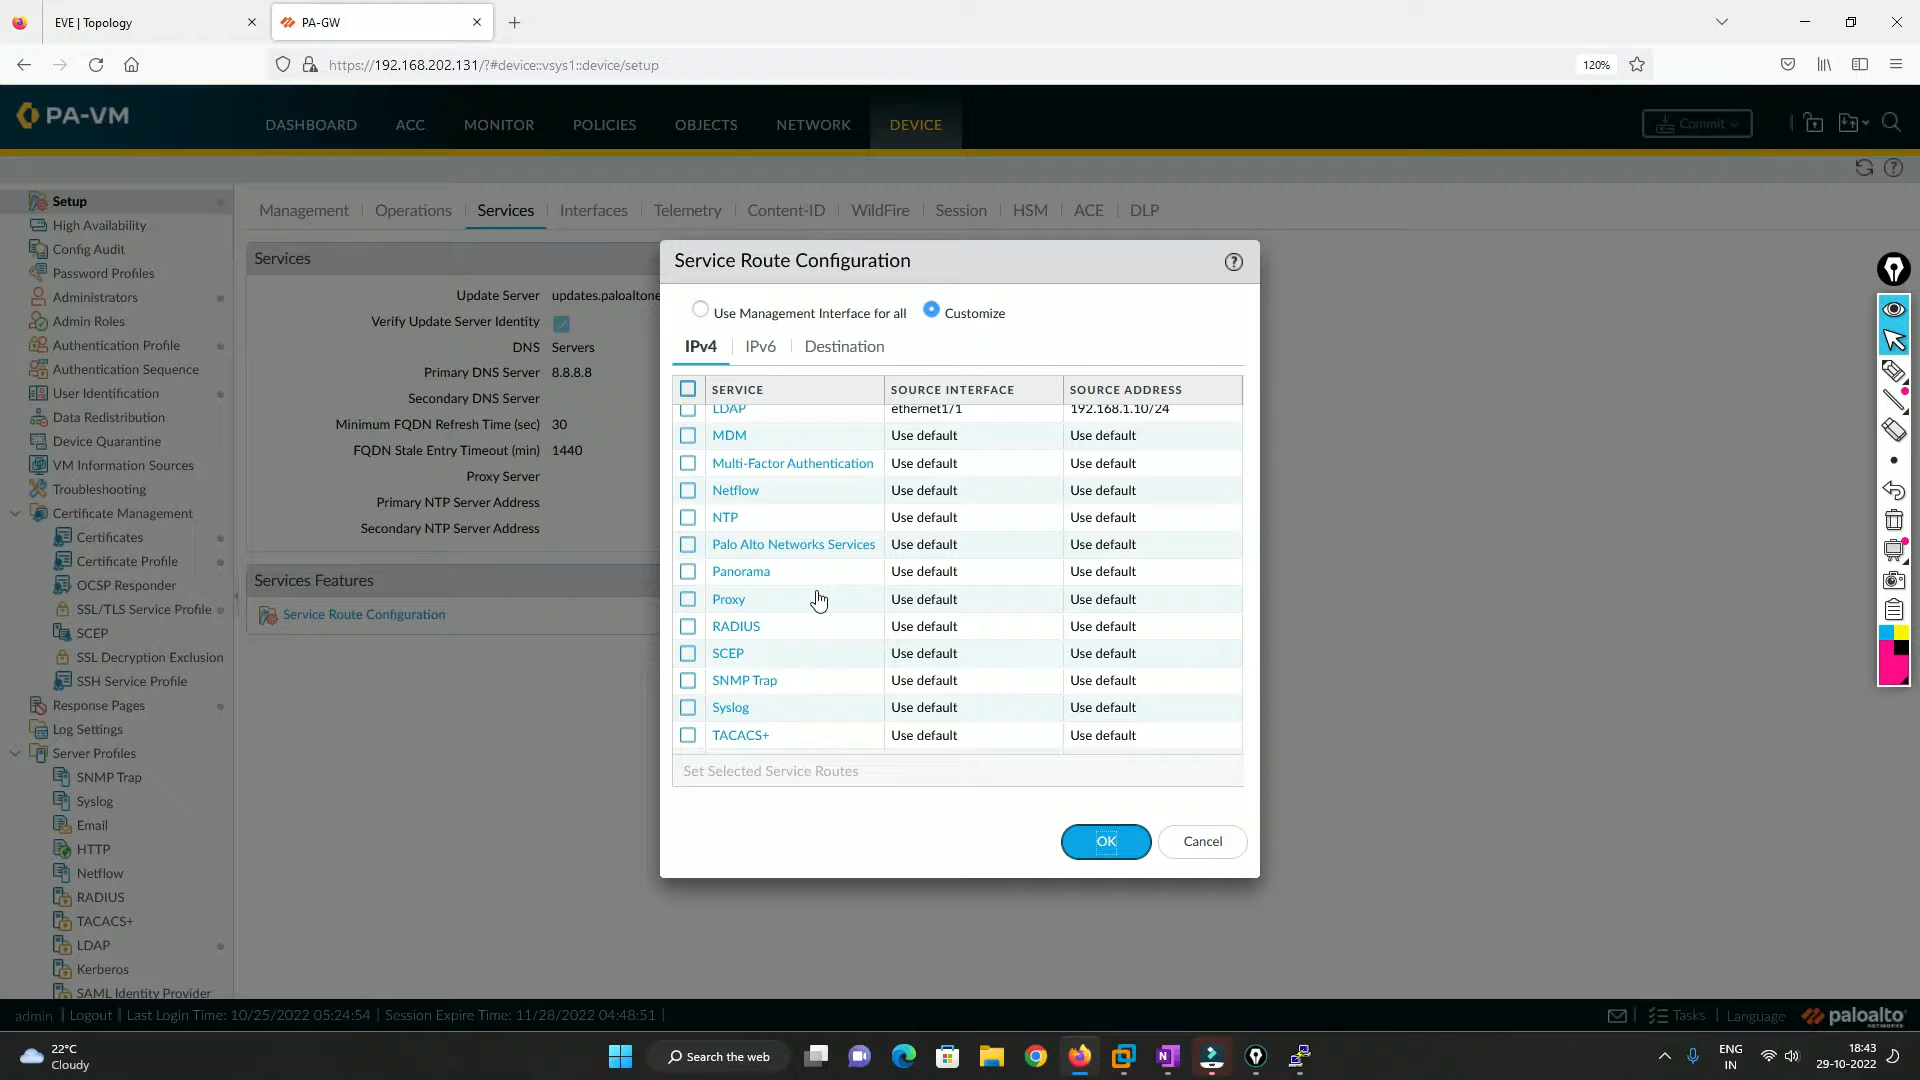 EVE | Topology
PA-GW
https://192.168.202.131/?#device::vsys1::device/setup
120%
PA-VM
DASHBOARD
ACC
MONITOR
POLICIES
OBJECTS
NETWORK
DEVICE
Commit
Setup
High Availability
Config Audit
Password Profiles
Administrators
Admin Roles
Authentication Profile
Authentication Sequence
User Identification
Data Redistribution
Device Quarantine
VM Information Sources
Troubleshooting
Certificate Management
Certificates
Certificate Profile
OCSP Responder
SSL/TLS Service Profile
SCEP
SSL Decryption Exclusion
SSH Service Profile
Response Pages
Log Settings
Server Profiles
SNMP Trap
Syslog
Email
HTTP
Netflow
RADIUS
TACACS+
LDAP
Kerberos
SAML Identity Provider
Management
Operations
Services
Interfaces
Telemetry
Content-ID
WildFire
Session
HSM
ACE
DLP
Services
Update Server updates.paloaltone
Verify Update Server Identity
DNS Servers
Primary DNS Server 8.8.8.8
Secondary DNS Server
Minimum FQDN Refresh Time (sec) 30
FQDN Stale Entry Timeout (min) 1440
Proxy Server
Primary NTP Server Address
Secondary NTP Server Address
Services Features
Service Route Configuration
Service Route Configuration
Use Management Interface for all
Customize
IPv4
IPv6
Destination
SERVICE SOURCE INTERFACE SOURCE ADDRESS
LDAP ethernet1/1 192.168.1.10/24
MDM Use default Use default
Multi-Factor Authentication Use default Use default
Netflow Use default Use default
NTP Use default Use default
Palo Alto Networks Services Use default Use default
Panorama Use default Use default
Proxy Use default Use default
RADIUS Use default Use default
SCEP Use default Use default
SNMP Trap Use default Use default
Syslog Use default Use default
TACACS+ Use default Use default
Set Selected Service Routes
OK
Cancel
admin | Logout | Last Login Time: 10/25/2022 05:24:54 | Session Expire Time: 11/28/2022 04:48:51 |
Tasks | Language
paloalto
NETWORKS
22°C
Cloudy
Search the web
ENG
IN
18:43
29-10-2022